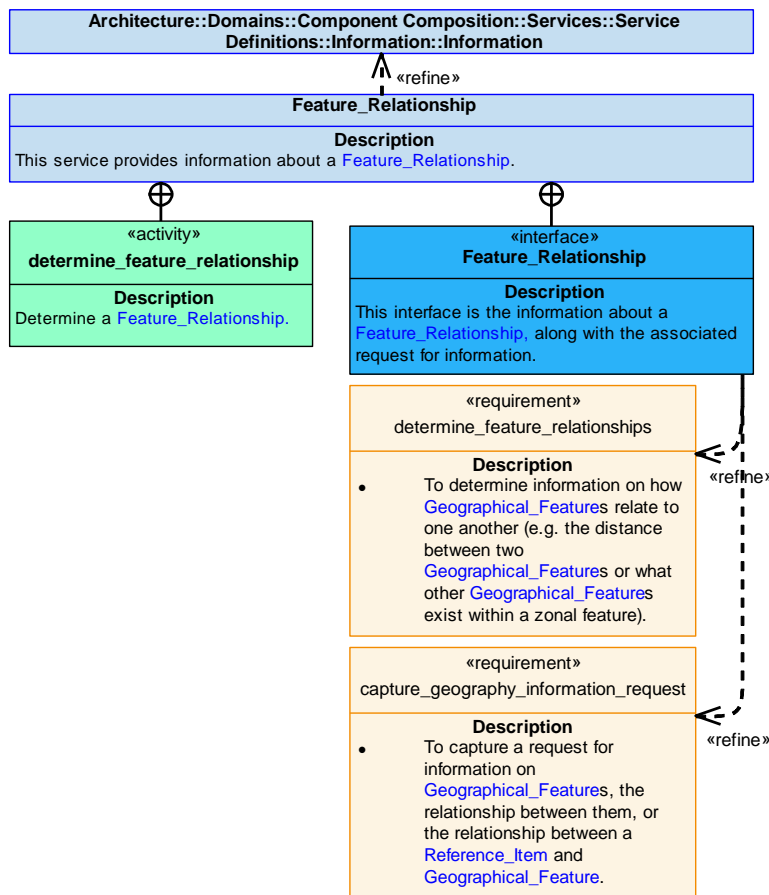 Architecture::Domains::Component Composition::Services::Service
Definitions::Information::Information
«refine»
Feature_Relationship
Description
This service provides information about a Feature_Relationship.
«activity»
determine_feature_relationship
Description
Determine a Feature_Relationship.
«interface»
Feature_Relationship
Description
This interface is the information about a
Feature_Relationship, along with the associated
request for information.
«requirement»
determine_feature_relationships
Description
• To determine information on how
Geographical_Features relate to
one another (e.g. the distance
between two
Geographical_Features or what
other Geographical_Features
exist within a zonal feature).
«refine»
«requirement»
capture_geography_information_request
Description
• To capture a request for
information on
Geographical_Features, the
relationship between them, or
the relationship between a
Reference_Item and
Geographical_Feature.
«refine»